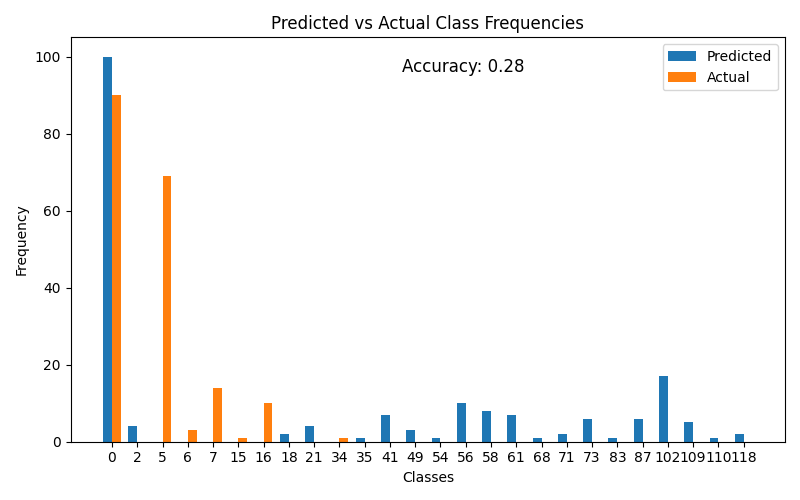 Predicted vs Actual Class Frequencies
Accuracy: 0.28
Predicted
Actual
100
80
60
40
20
0
Frequency
0 2 5 6 7 15 16 18 21 34 35 41 49 54 56 58 61 68 71 73 83 87 102 109 110 118
Classes